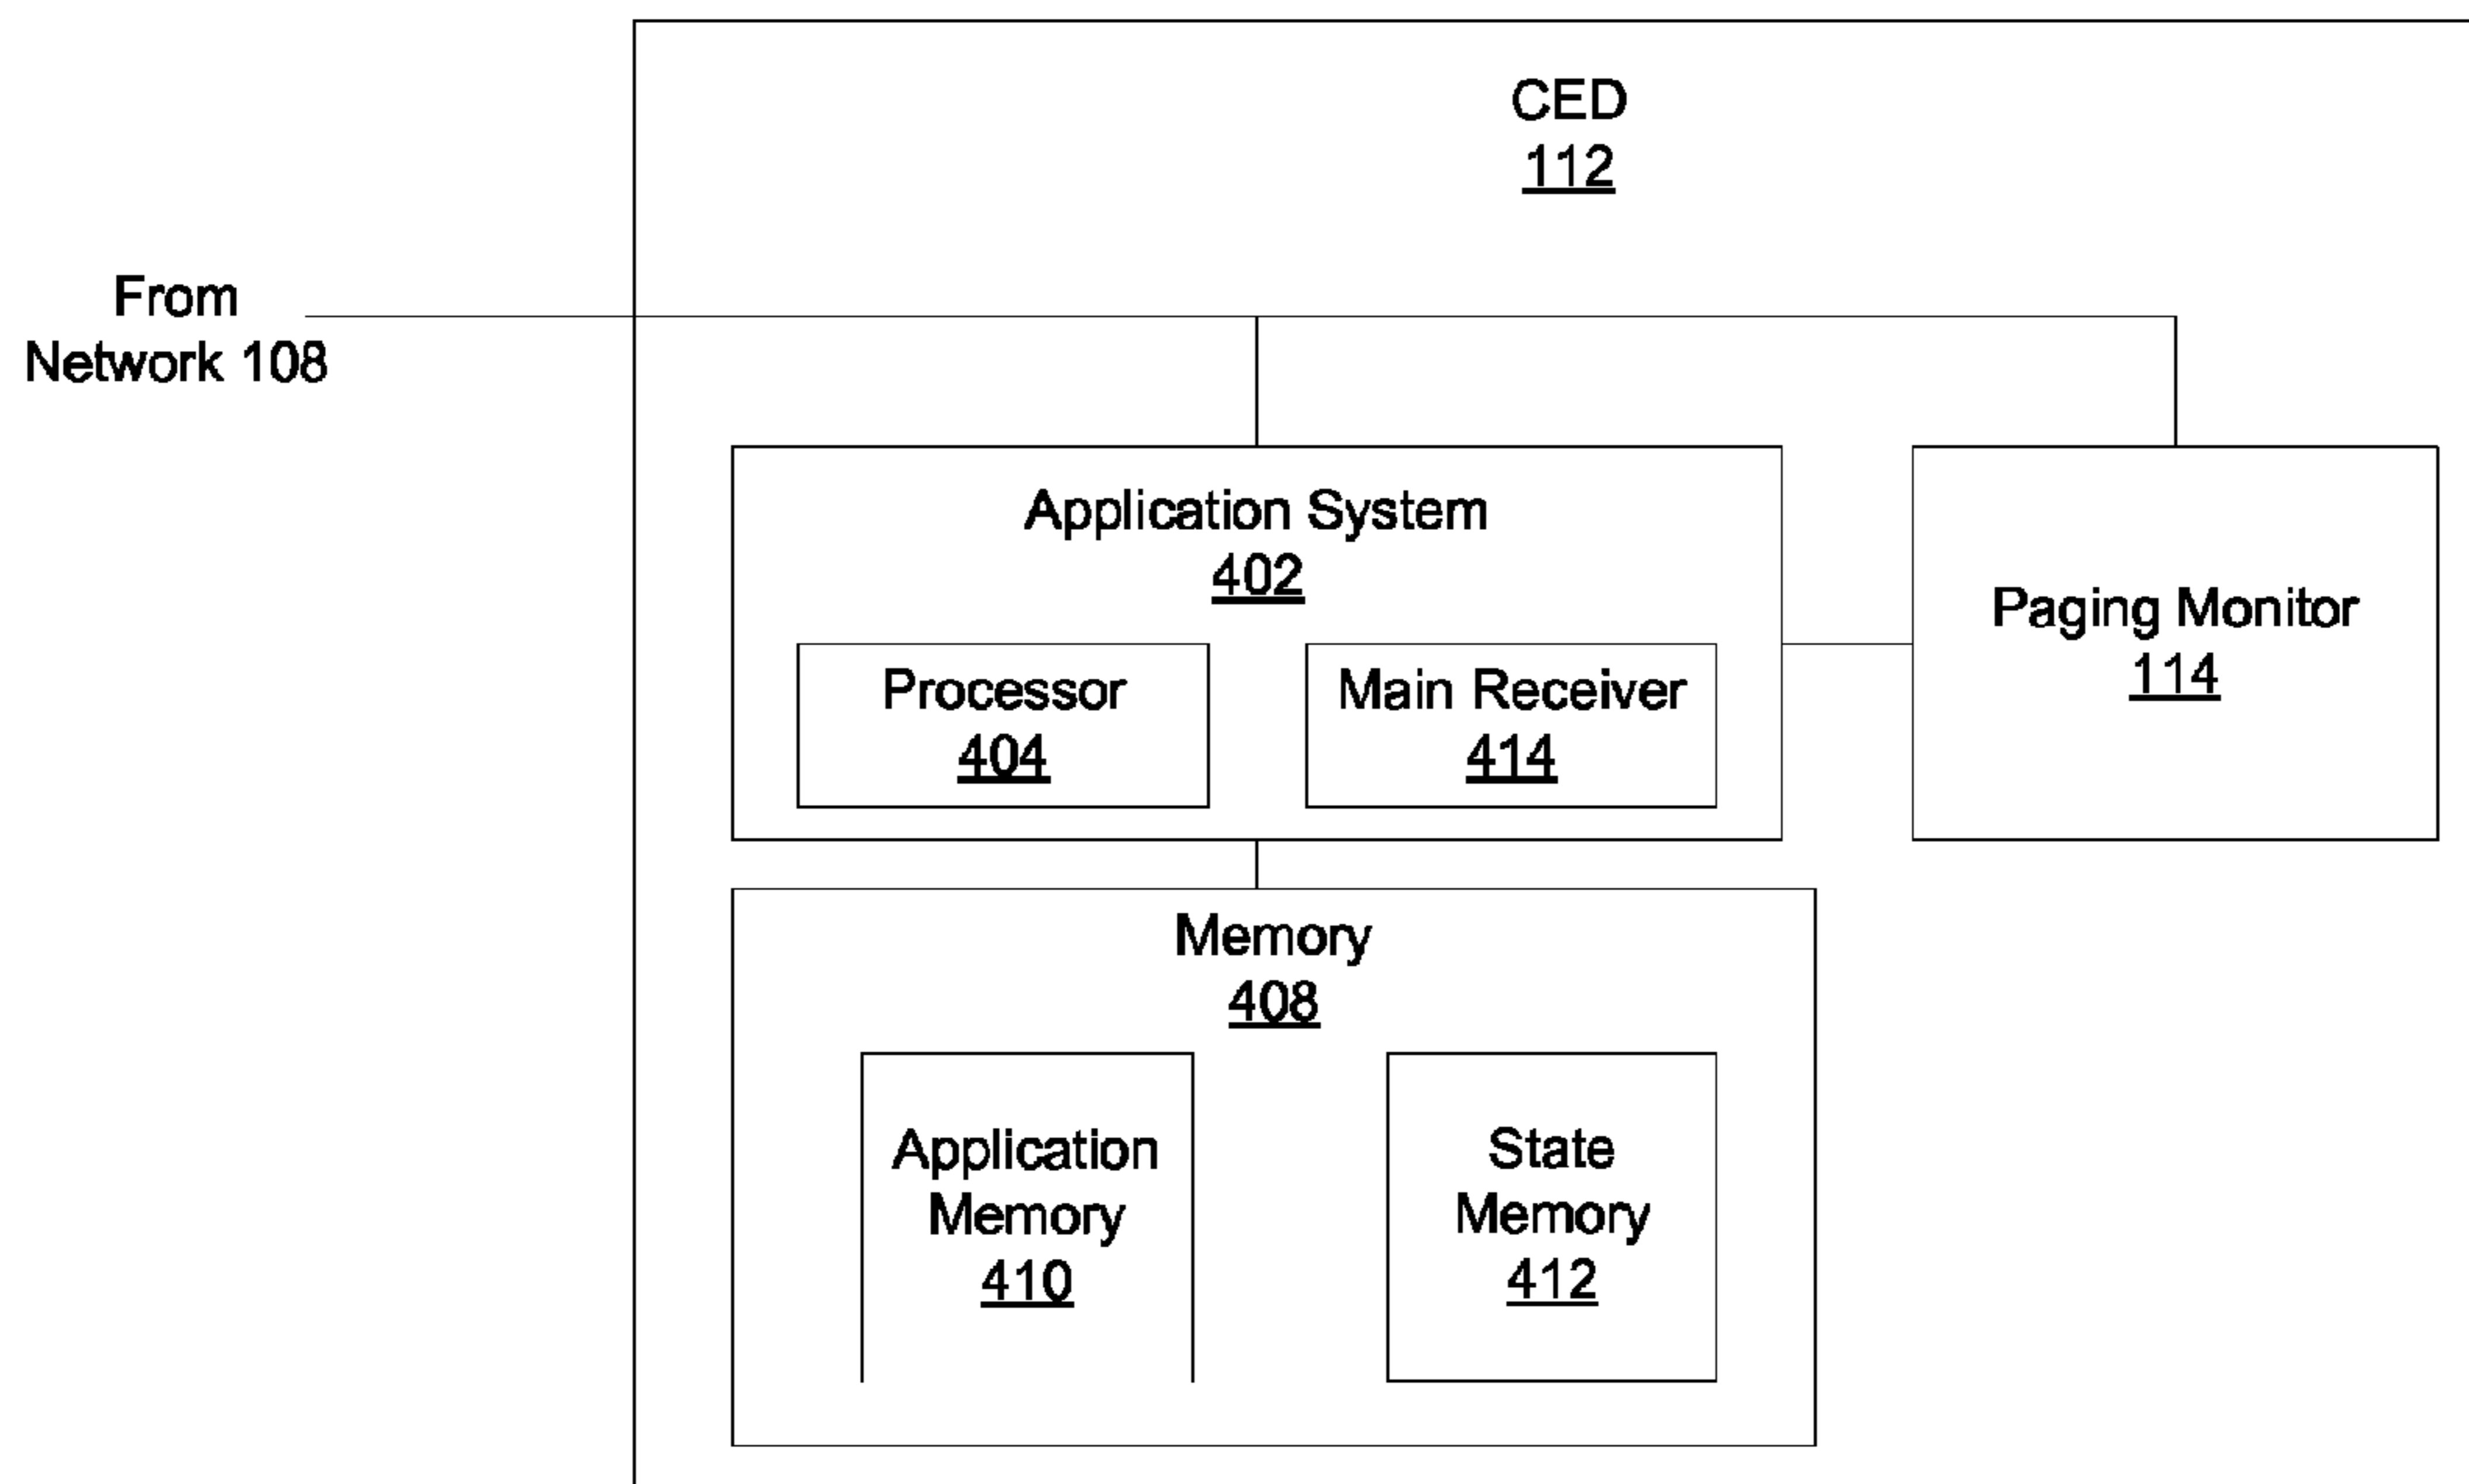 CED
112
From
Network 108
Application System
402
Processor
404
Main Receiver
414
Paging Monitor
114
Memory
408
Application
Memory
410
State
Memory
412